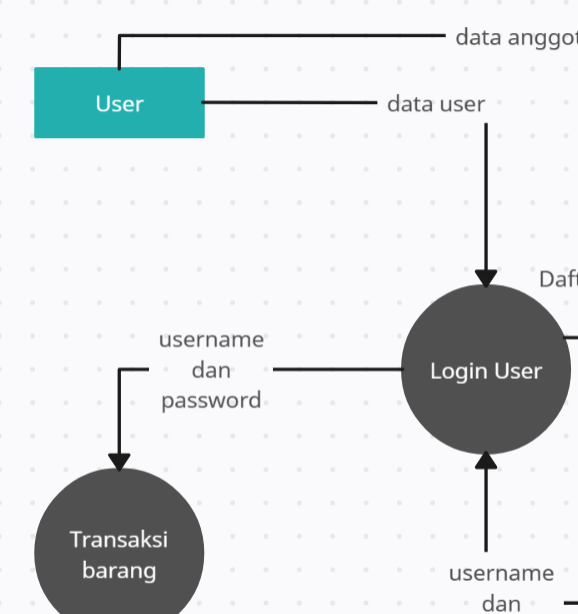 data anggot
User
data user
Daft
username
dan
password
Login User
Transaksi
barang
username
dan